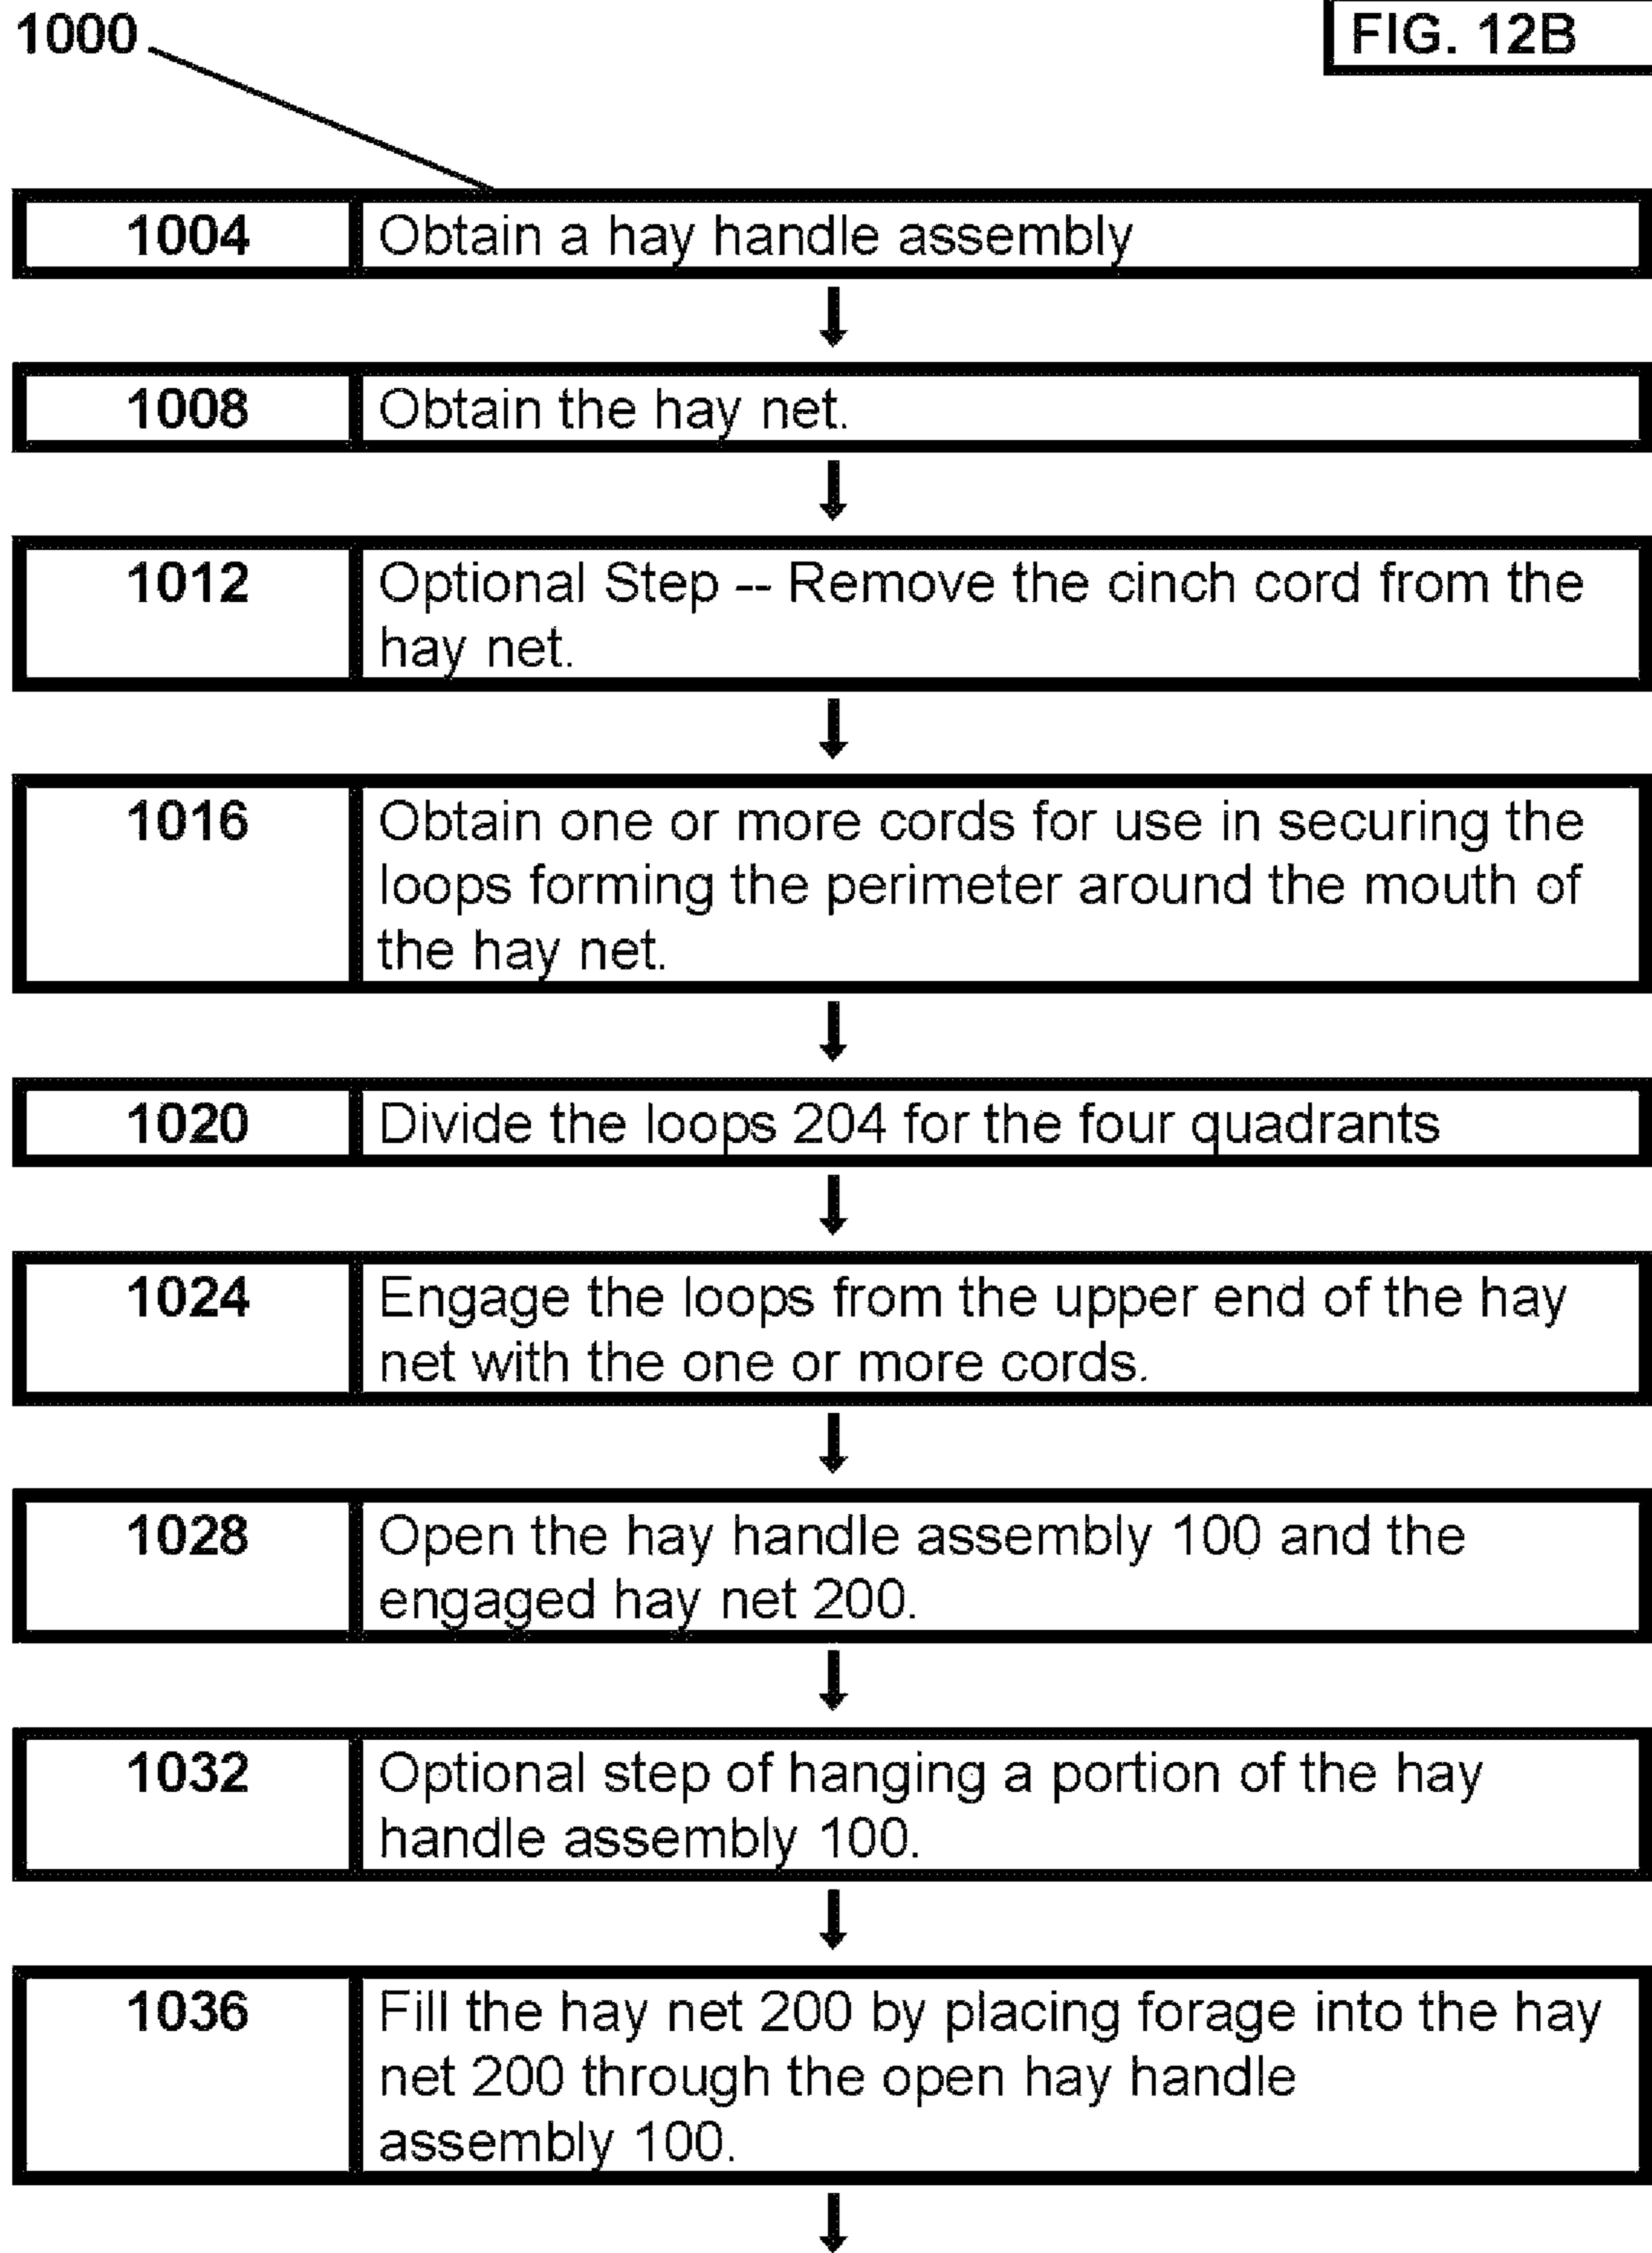 1000
FIG. 12B
1004 Obtain a hay handle assembly
1008 Obtain the hay net.
1012 Optional Step -- Remove the cinch cord from the
hay net.
1016 Obtain one or more cords for use in securing the
loops forming the perimeter around the mouth of
the hay net.
1020 Divide the loops 204 for the four quadrants
1024 Engage the loops from the upper end of the hay
net with the one or more cords.
1028 Open the hay handle assembly 100 and the
engaged hay net 200.
1032 Optional step of hanging a portion of the hay
handle assembly 100.
1036 Fill the hay net 200 by placing forage into the hay
net 200 through the open hay handle
assembly 100.